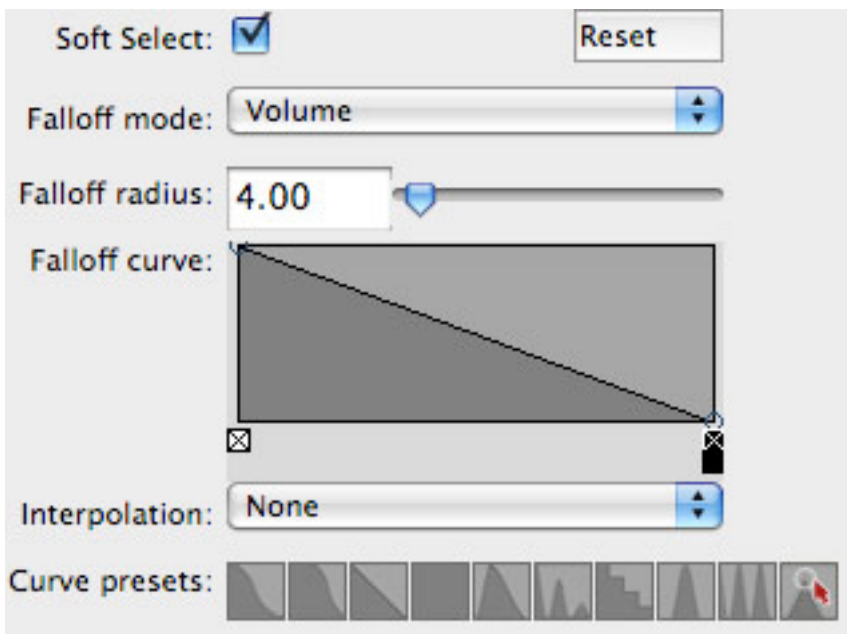 Soft Select: Reset
Falloff mode: Volume
Falloff radius: 4.00
Falloff curve:
Interpolation: None
Curve presets: